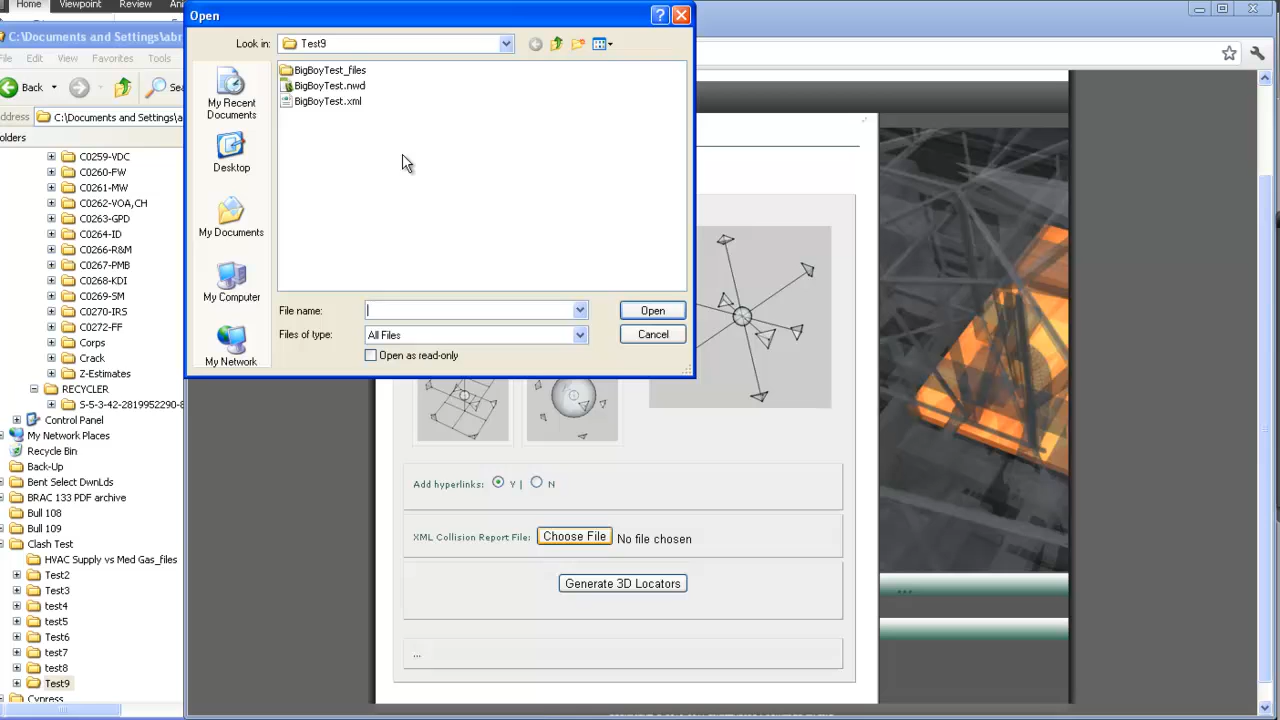 Home
Viewpoint
Review
C:\Documents and Settings\abr
Edit
View
Favorites
Tools
Back
Sea
C:\Documents and Settings\a
olders
C0259-VDC
C0260-FW
C0261-MW
C0262-VOA,CH
C0263-GPD
C0264-ID
C0266-R&M
C0267-PMB
C0268-KDI
C0269-SM
C0270-IRS
C0272-FF
Corps
Crack
Z-Estimates
RECYCLER
S-5-3-42-2819952290-8
Control Panel
My Network Places
Recycle Bin
Back-Up
Bent Select DwnLds
BRAC 133 PDF archive
Bull 108
Bull 109
Clash Test
HVAC Supply vs Med Gas_files
Test2
Test3
test4
test5
Test6
test7
test8
Test9
Cypress
Open
Look in:
Test9
My Recent
Documents
Desktop
My Documents
My Computer
My Network
BigBoyTest_files
BigBoyTest.nwd
BigBoyTest.xml
File name:
Open
Files of type:
All Files
Cancel
Open as read-only
Add hyperlinks:
Y |
N
XML Collision Report File:
Choose File
No file chosen
Generate 3D Locators
...
...